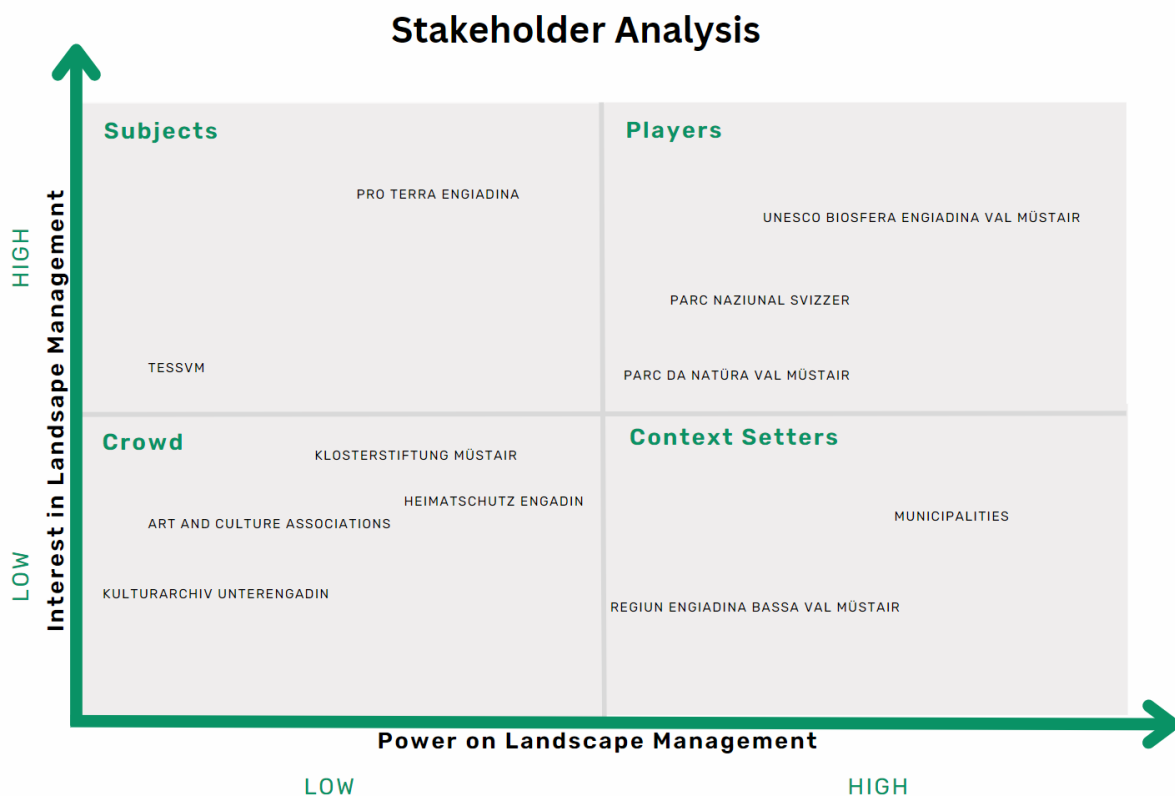 Stakeholder Analysis
Subjects
Players
PRO TERRA ENGIADINA
UNESCO BIOSFERA ENGIADINA VAL MÜSTAIR
PARC NAZIUNAL SVIZZER
TESSVM
PARC DA NATÜRA VAL MÜSTAIR
Crowd
Context Setters
KLOSTERSTIFTUNG MÜSTAIR
HEIMATSCHUTZ ENGADIN
ART AND CULTURE ASSOCIATIONS
MUNICIPALITIES
KULTURARCHIV UNTERENGADIN
REGIUN ENGIADINA BASSA VAL MÜSTAIR
HIGH
LOW
Interest in Landsape Management
Power on Landscape Management
LOW
HIGH